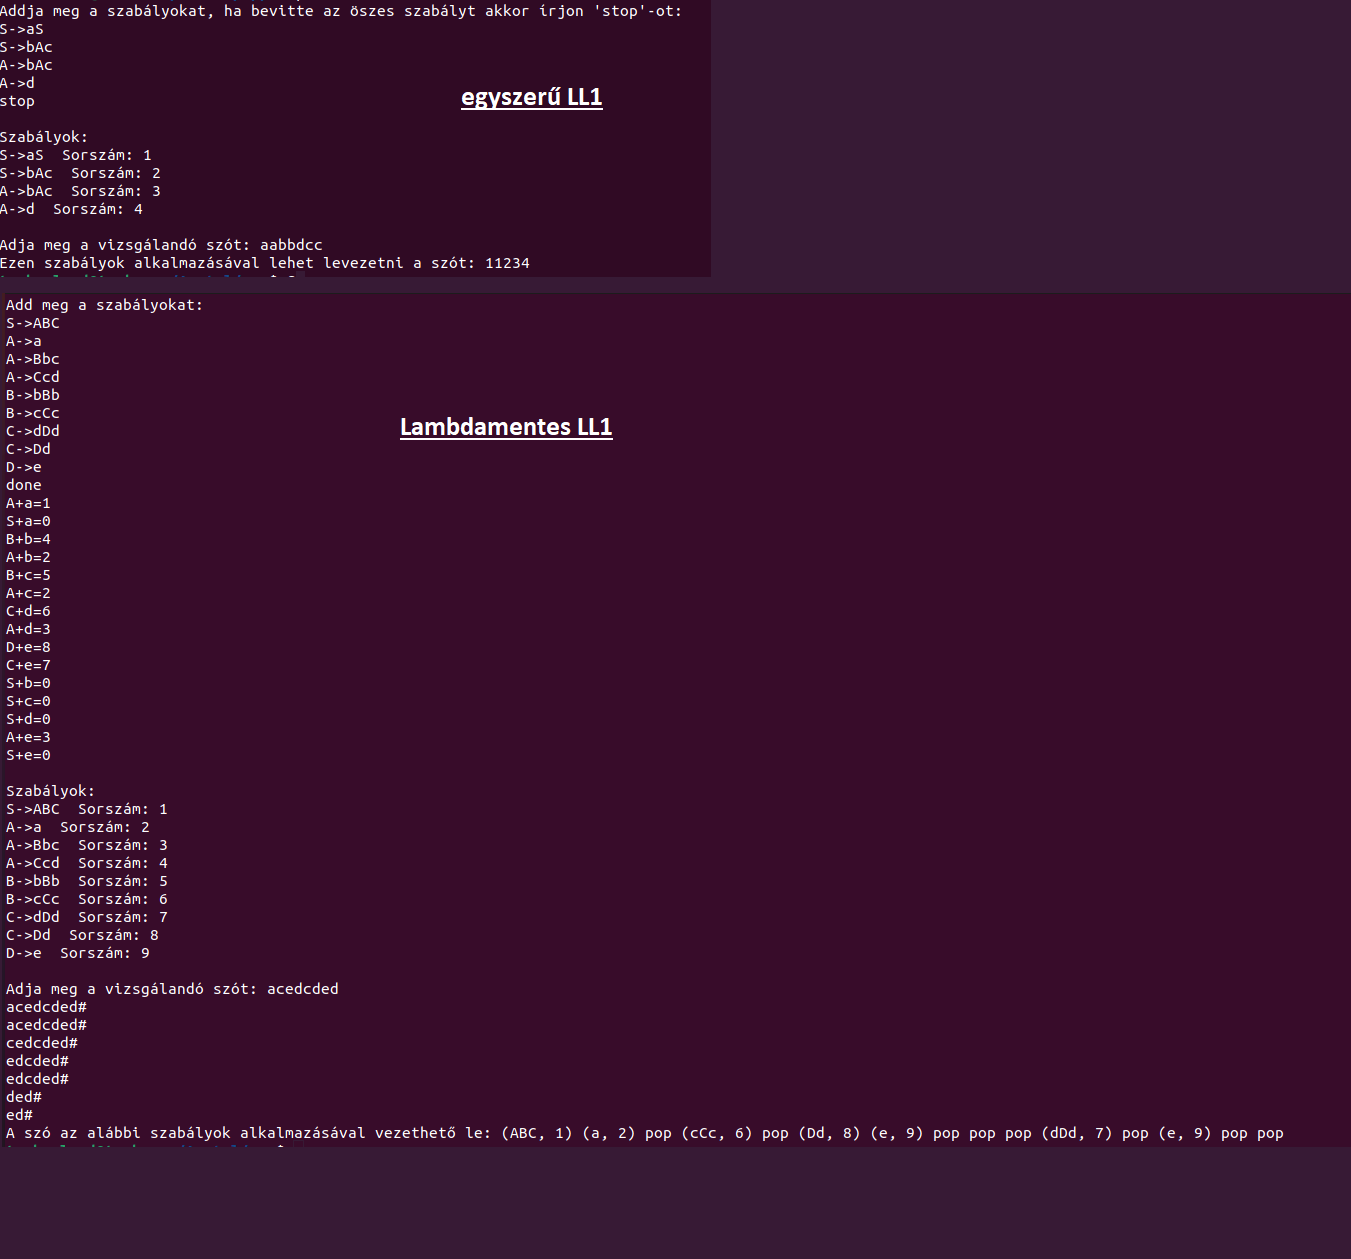 Addja meg a szabályokat, ha bevitte az öszes szabályt akkor írjon 'stop'-ot:
S->aS
S->bAc
A->bAc
A->d
egyszerű LL1
stop
Szabályok:
S->aS  Sorszám: 1
S->bAc  Sorszám: 2
A->bAc  Sorszám: 3
A->d  Sorszám: 4
Adja meg a vizsgálandó szót: aabbdcc
Ezen szabályok alkalmazásával lehet levezetni a szót: 11234
Add meg a szabályokat:
S->ABC
A->a
A->Bbc
A->Ccd
B->bBb
B->cCc
Lambdamentes LL1
C->dDd
C->Dd
D->e
done
A+a=1
S+a=0
B+b=4
A+b=2
B+c=5
A+c=2
C+d=6
A+d=3
D+e=8
C+e=7
S+b=0
S+c=0
S+d=0
A+e=3
S+e=0
Szabályok:
S->ABC  Sorszám: 1
A->a  Sorszám: 2
A->Bbc  Sorszám: 3
A->Ccd  Sorszám: 4
B->bBb  Sorszám: 5
B->cCc  Sorszám: 6
C->dDd  Sorszám: 7
C->Dd  Sorszám: 8
D->e  Sorszám: 9
Adja meg a vizsgálandó szót: acedcded
acedcded#
acedcded#
cedcded#
edcded#
edcded#
ded#
ed#
A szó az alábbi szabályok alkalmazásával vezethető le: (ABC, 1) (a, 2) pop (cCc, 6) pop (Dd, 8) (e, 9) pop pop pop (dDd, 7) pop (e, 9) pop pop